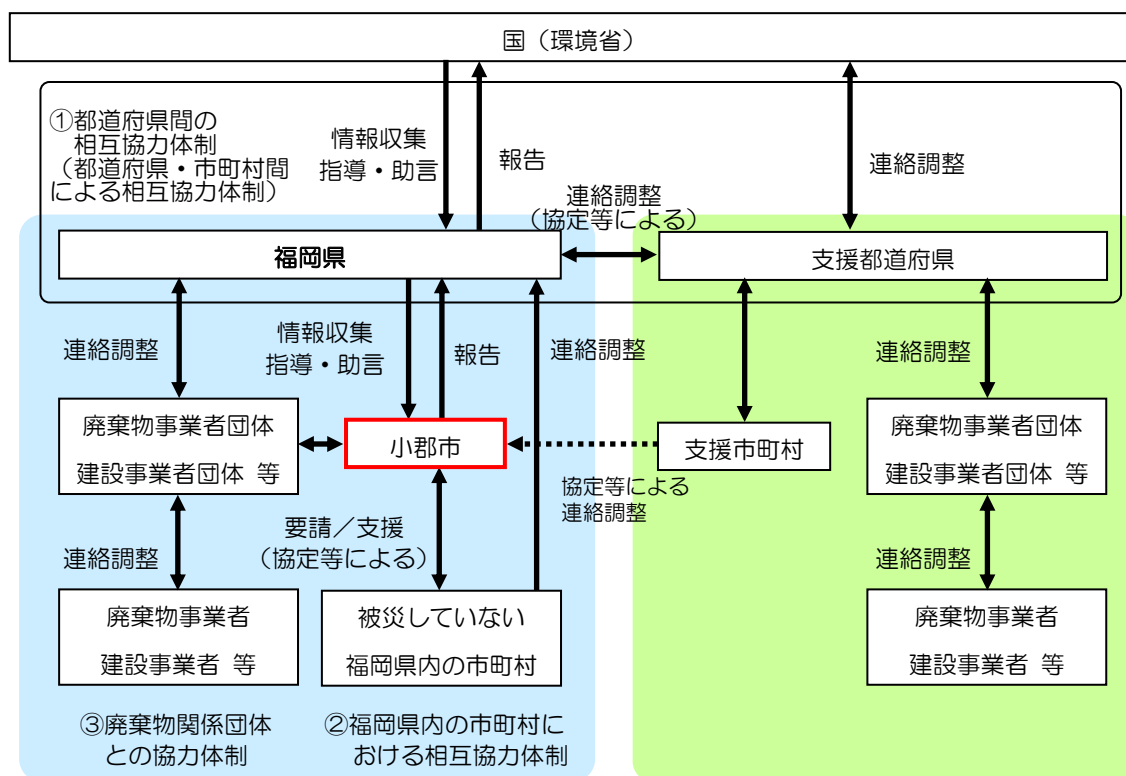 国（環境省）
①都道府県間の
相互協力体制
（都道府県・市町村間
による相互協力体制）
情報収集
指導・助言
報告
連絡調整
（協定等による）
連絡調整
福岡県
支援都道府県
連絡調整
情報収集
指導・助言
報告
連絡調整
連絡調整
廃棄物事業者団体
建設事業者団体 等
小郡市
支援市町村
廃棄物事業者団体
建設事業者団体 等
協定等による
連絡調整
連絡調整
要請／支援
（協定等による）
連絡調整
廃棄物事業者
建設事業者 等
被災していない
福岡県内の市町村
廃棄物事業者
建設事業者 等
③廃棄物関係団体
との協力体制
②福岡県内の市町村に
おける相互協力体制